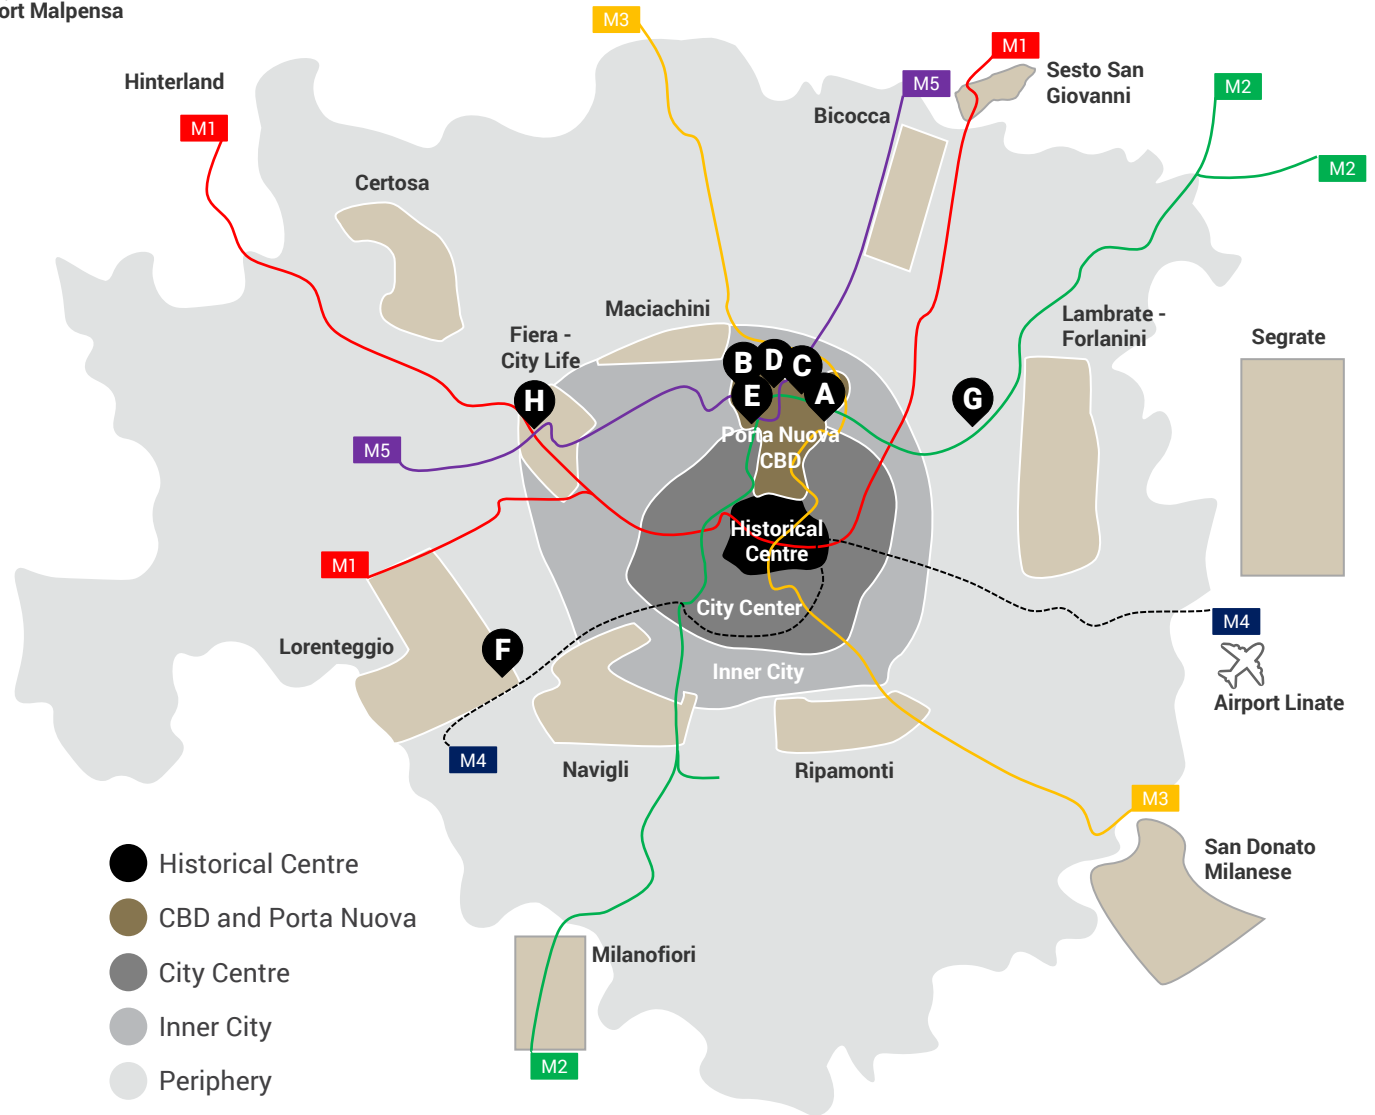 ort Malpensa
M3
M1
Sesto San
Giovanni
Hinterland
M5
M2
Bicocca
M1
M2
Certosa
Maciachini
Lambrate -
Forlanini
Fiera -
City Life
Segrate
B
D
C
H
E
A
G
Porta Nuova
CBD
M5
Historical
Centre
M1
City Center
M4
Lorenteggio
F
Inner City
Airport Linate
M4
Navigli
Ripamonti
M3
San Donato
Milanese
Historical Centre
CBD and Porta Nuova
Milanofiori
City Centre
Inner City
M2
Periphery